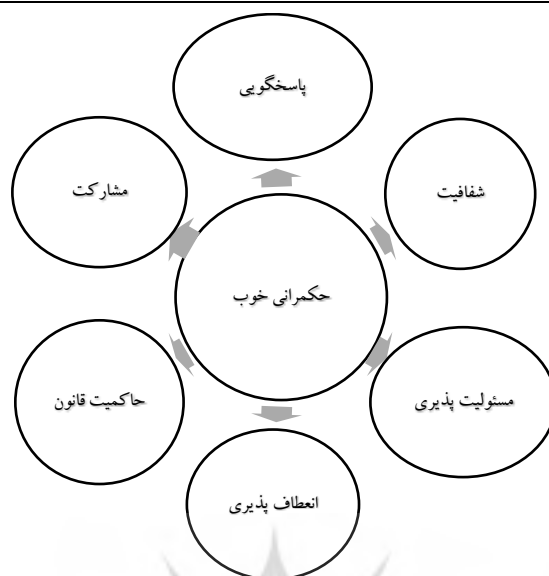 پاسخگویی
شفافیت
مشارکت
حکمرانی خوب
مسئولیت پذیری
حاکمیت قانون
انعطاف پذیری